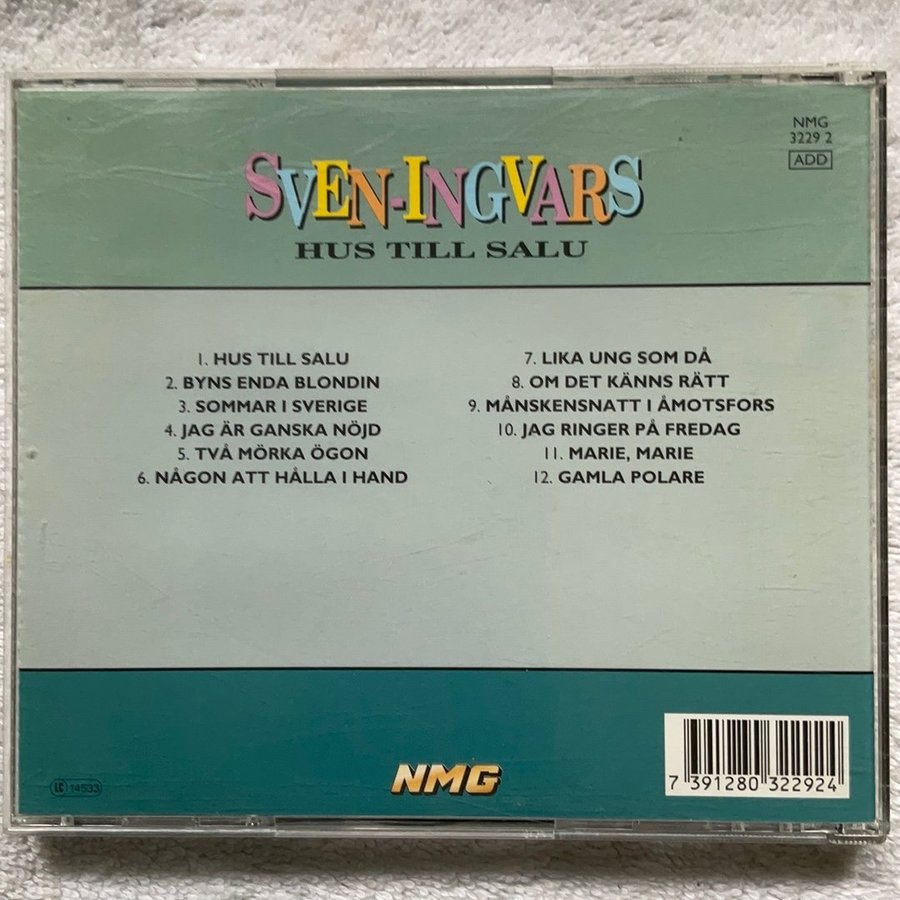 NMG
3229 2
ADD
SVEN-INGVARS
HUS TILL SALU
1. HUS TILL SALU
2. BYNS ENDA BLONDIN
3. SOMMAR I SVERIGE
4. JAG ÄR GANSKA NÖJD
5. TVÅ MÖRKA ÖGON
6. NÅGON ATT HÅLLA I HAND
7. LIKA UNG SOM DÅ
8. OM DET KÄNNS RÄTT
9. MÅNSKENSNATT I ÅMOTSFORS
10. JAG RINGER PÅ FREDAG
11. MARIE, MARIE
12. GAMLA POLARE
LC 14533
NMG
7 391280 322924